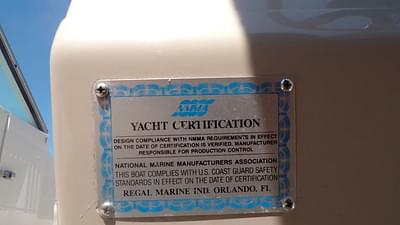 NMMA
YACHT CERTIFICATION
DESIGN COMPLIANCE WITH NMMA REQUIREMENTS IN EFFECT
ON THE DATE OF CERTIFICATION IS VERIFIED. MANUFACTURER
RESPONSIBLE FOR PRODUCTION CONTROL
NATIONAL MARINE MANUFACTURERS ASSOCIATION
THIS BOAT COMPLIES WITH U.S. COAST GUARD SAFETY
STANDARDS IN EFFECT ON THE DATE OF CERTIFICATION
REGAL MARINE IND. ORLANDO, FL